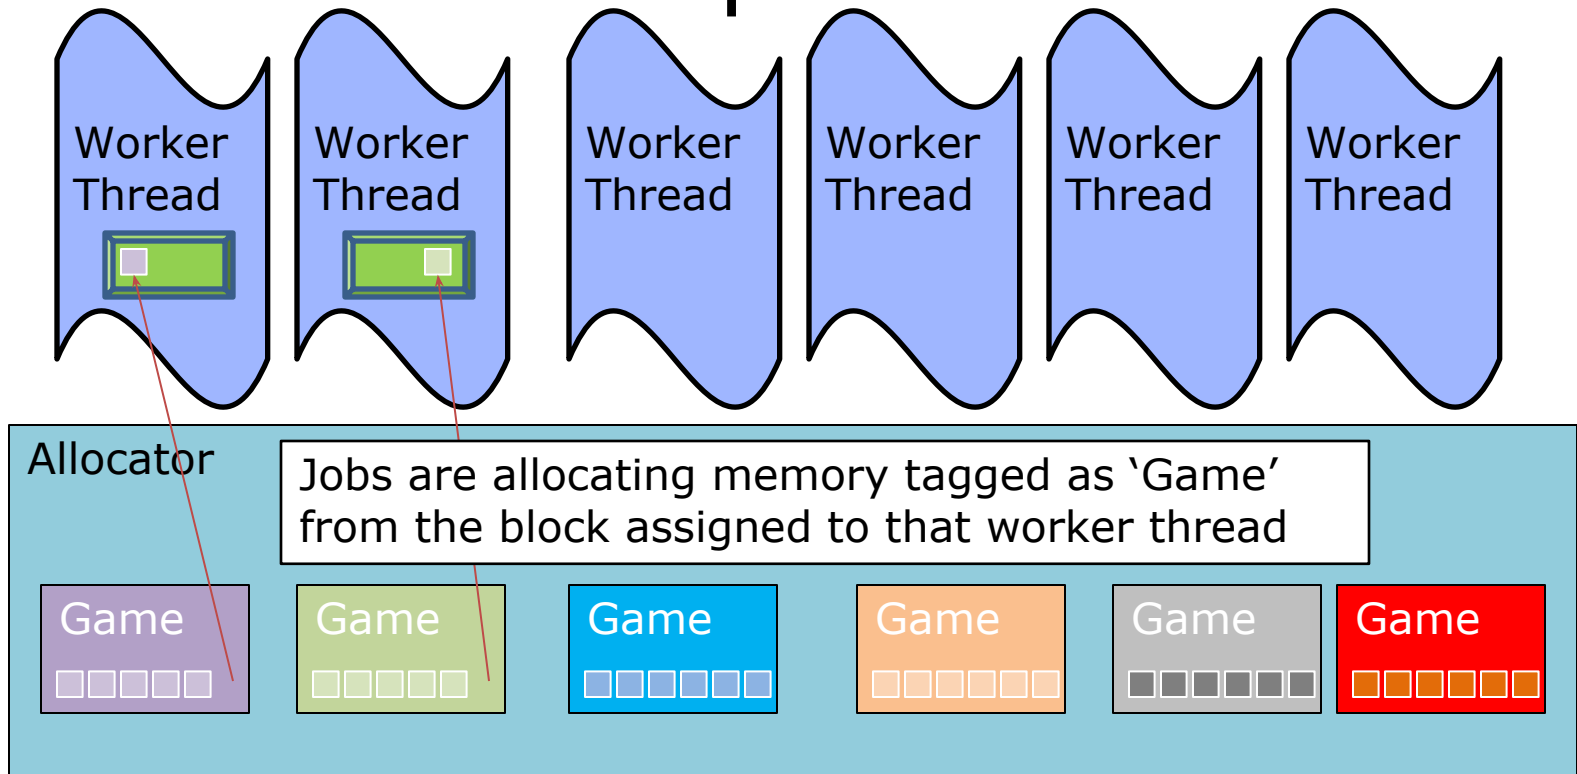 Worker Thread
Worker Thread
Worker Thread
Worker Thread
Worker Thread
Worker Thread
Allocator
Jobs are allocating memory tagged as ‘Game’
from the block assigned to that worker thread
Game
Game
Game
Game
Game
Game